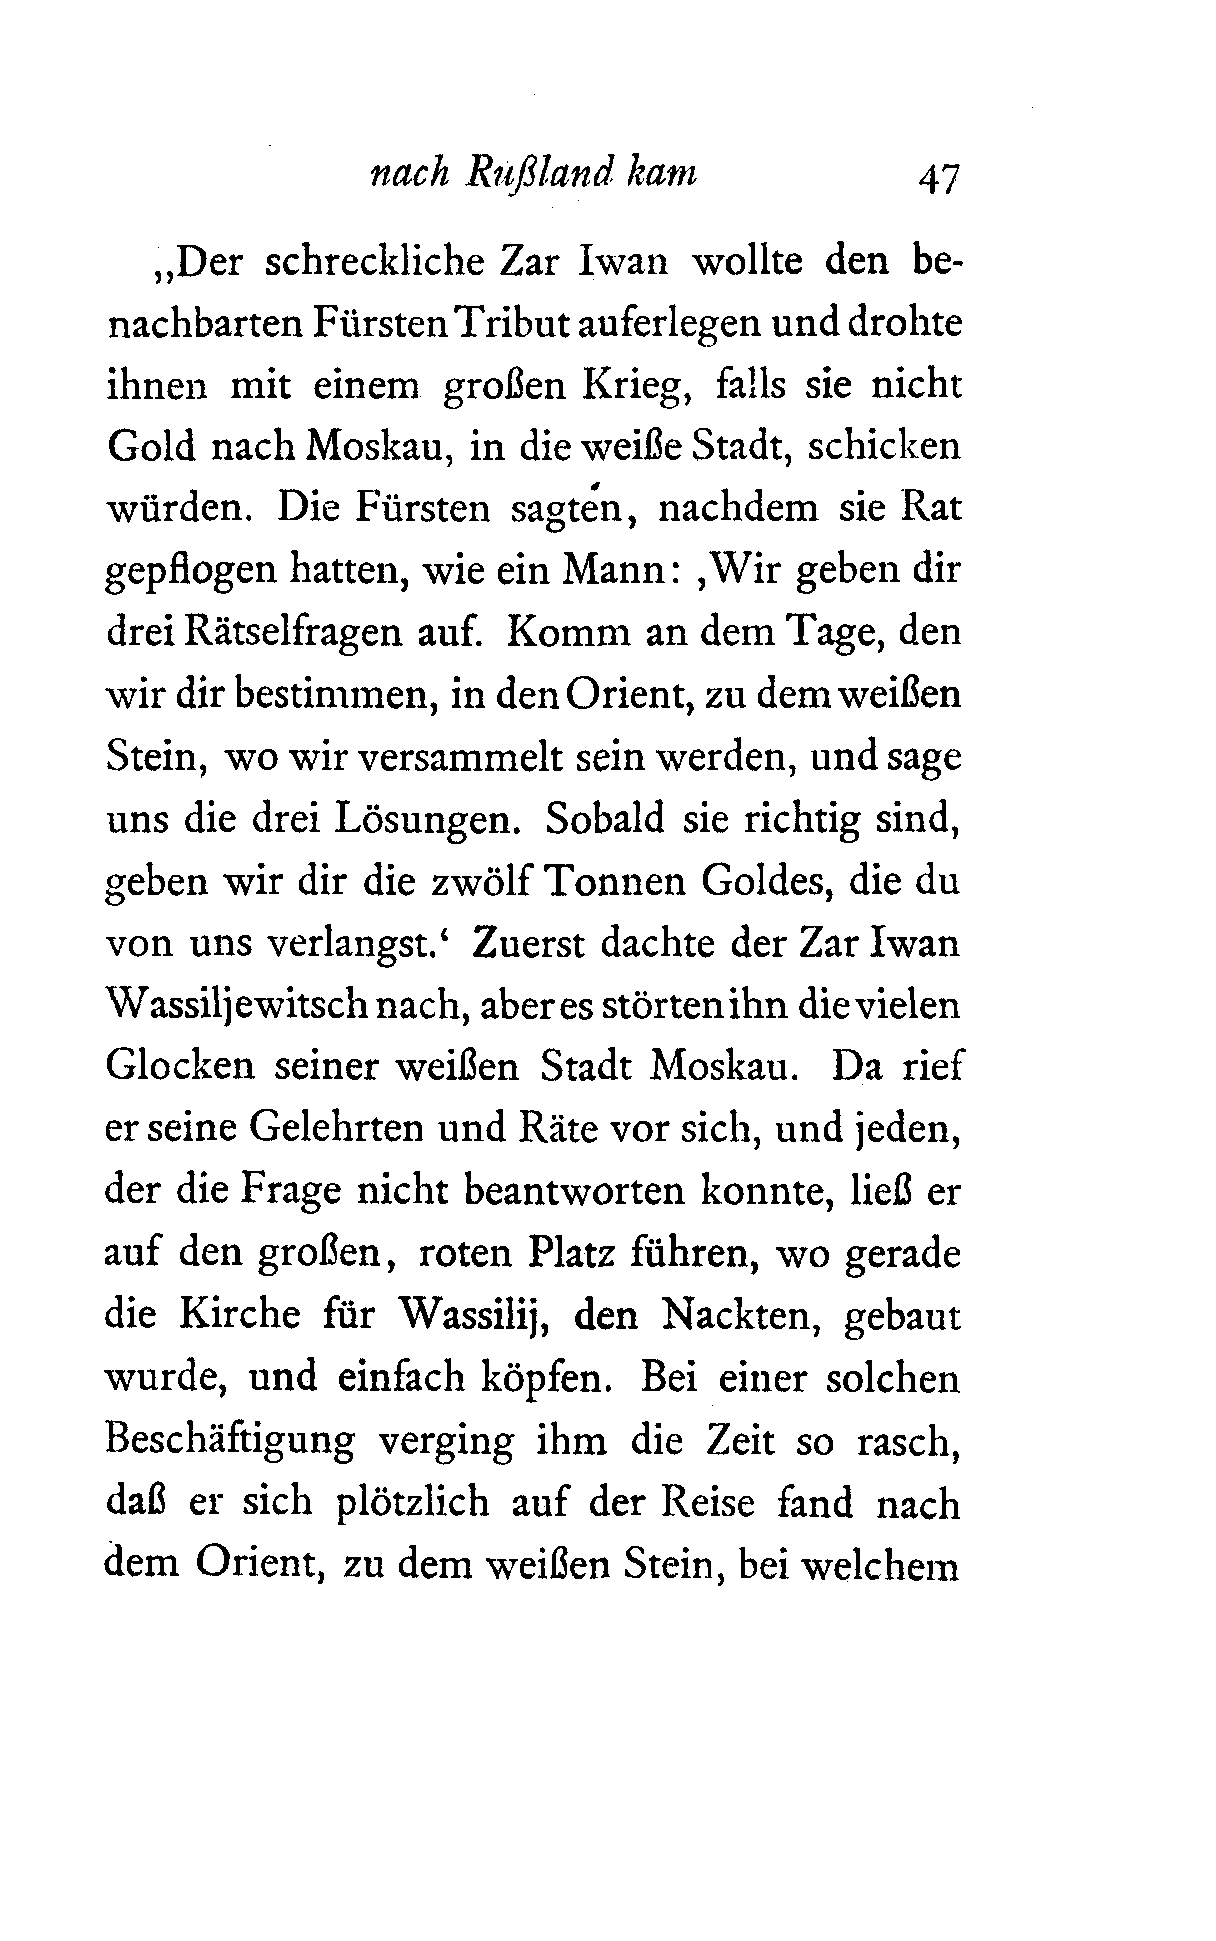 nach Rußland kam 47
„Der schreckliche Zar Iwan wollte den be-
nachbarten Fürsten Tribut auferlegen und drohte
ihnen mit einem großen Krieg, falls sie nicht
Gold nach Moskau, in die weiße Stadt, schicken
würden. Die Fürsten sagten, nachdem sie Rat
gepflogen hatten, wie ein Mann: ‚Wir geben dir
drei Rätselfragen auf. Komm an dem Tage, den
wir dir bestimmen, in den Orient, zu dem weißen
Stein, wo wir versammelt sein werden, und sage
uns die drei Lösungen. Sobald sie richtig sind,
geben wir dir die zwölf Tonnen Goldes, die du
von uns verlangst.‘ Zuerst dachte der Zar Iwan
Wassiljewitsch nach, aber es störten ihn die vielen
Glocken seiner weißen Stadt Moskau. Da rief
er seine Gelehrten und Räte vor sich, und jeden,
der die Frage nicht beantworten konnte, ließ er
auf den großen, roten Platz führen, wo gerade
die Kirche für Wassilij, den Nackten, gebaut
wurde, und einfach köpfen. Bei einer solchen
Beschäftigung verging ihm die Zeit so rasch,
daß er sich plötzlich auf der Reise fand nach
dem Orient, zu dem weißen Stein, bei welchem